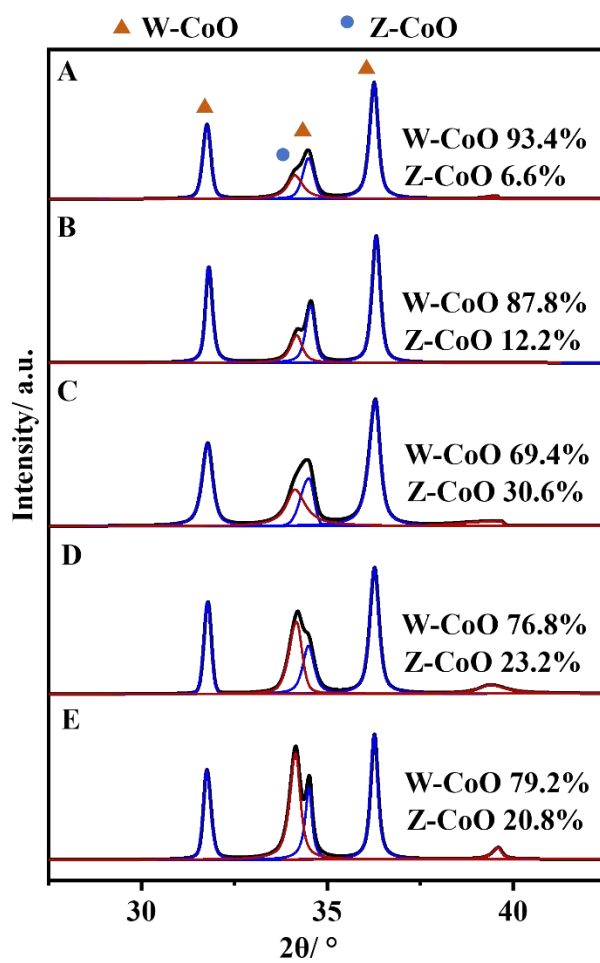 W-CoO Z-CoO
A
W-CoO 93.4%
Z-CoO 6.6%
B
W-CoO 87.8%
Z-CoO 12.2%
C
W-CoO 69.4%
Z-CoO 30.6%
D
W-CoO 76.8%
Z-CoO 23.2%
E
W-CoO 79.2%
Z-CoO 20.8%
Intensity/ a.u.
30 35 40
2θ/ °